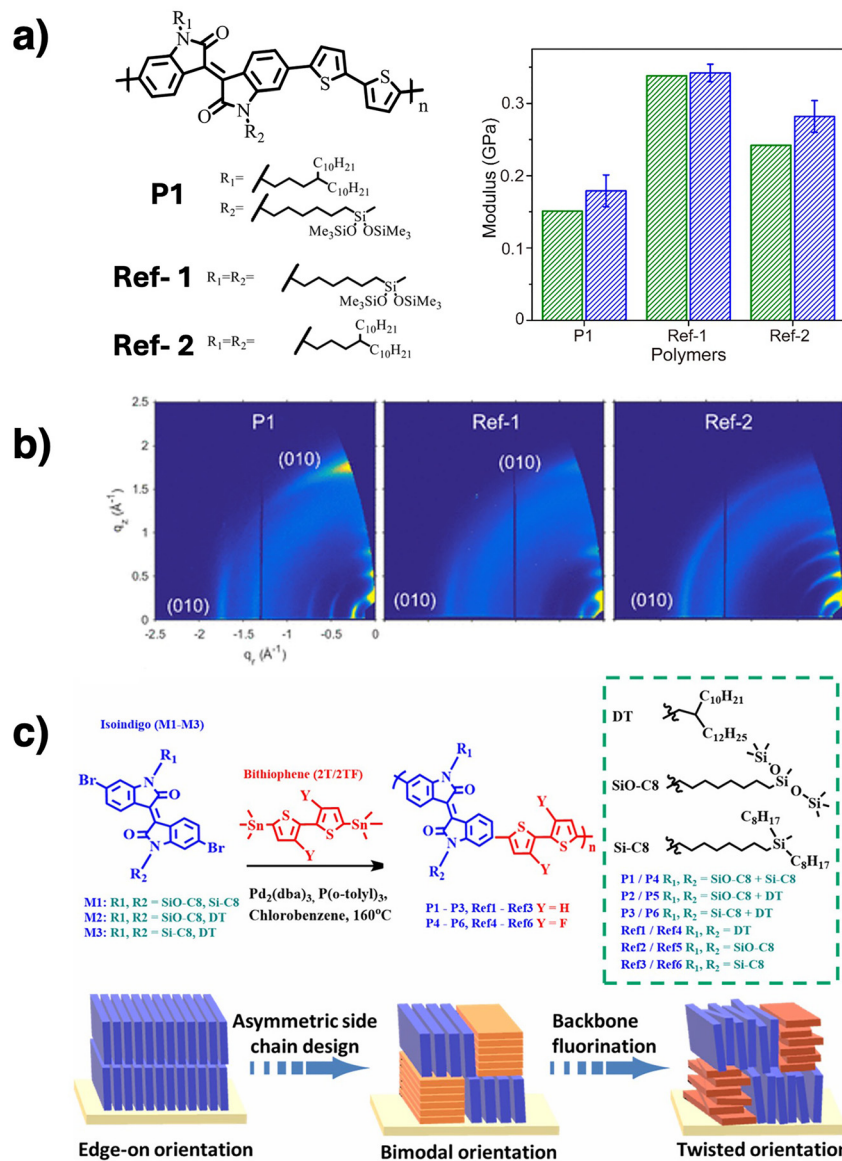 a)
R₁
N
O
O
N
R₂
S
S
n
P1
R₁=
C₁₀H₂₁
C₁₀H₂₁
R₂=
Si
Me₃SiO OSiMe₃
Ref- 1
R₁=R₂=
Si
Me₃SiO OSiMe₃
Ref- 2
R₁=R₂=
C₁₀H₂₁
C₁₀H₂₁
Modulus (GPa)
0.3
0.2
0.1
0
P1 Ref-1 Ref-2
Polymers
b)
P1 Ref-1 Ref-2
(010) (010)
(010) (010) (010)
q_z (Å⁻¹)
2.5
2
1.5
1
0.5
0
-2.5 -2 -1.5 -1 -0.5 0
q_r (Å⁻¹)
c)
Isoindigo (M1-M3)
R₁
N
O
Br
O
N
Br
R₂
Bithiophene (2T/2TF)
Y
Sn
S
S
Sn
Y
Pd₂(dba)₃, P(o-tolyl)₃,
Chlorobenzene, 160°C
M1: R1, R2 = SiO-C8, Si-C8
M2: R1, R2 = SiO-C8, DT
M3: R1, R2 = Si-C8, DT
R₁
N
O
O
N
R₂
Y
S
S
Y
n
P1 - P3, Ref1 - Ref3 Y = H
P4 - P6, Ref4 - Ref6 Y = F
DT
C₁₀H₂₁
C₁₂H₂₅
SiO-C8
Si
O
Si
O
Si
Si-C8
C₈H₁₇
Si
C₈H₁₇
P1 / P4 R₁, R₂ = SiO-C8 + Si-C8
P2 / P5 R₁, R₂ = SiO-C8 + DT
P3 / P6 R₁, R₂ = Si-C8 + DT
Ref1 / Ref4 R₁, R₂ = DT
Ref2 / Ref5 R₁, R₂ = SiO-C8
Ref3 / Ref6 R₁, R₂ = Si-C8
Asymmetric side
chain design
Backbone
fluorination
Edge-on orientation
Bimodal orientation
Twisted orientation